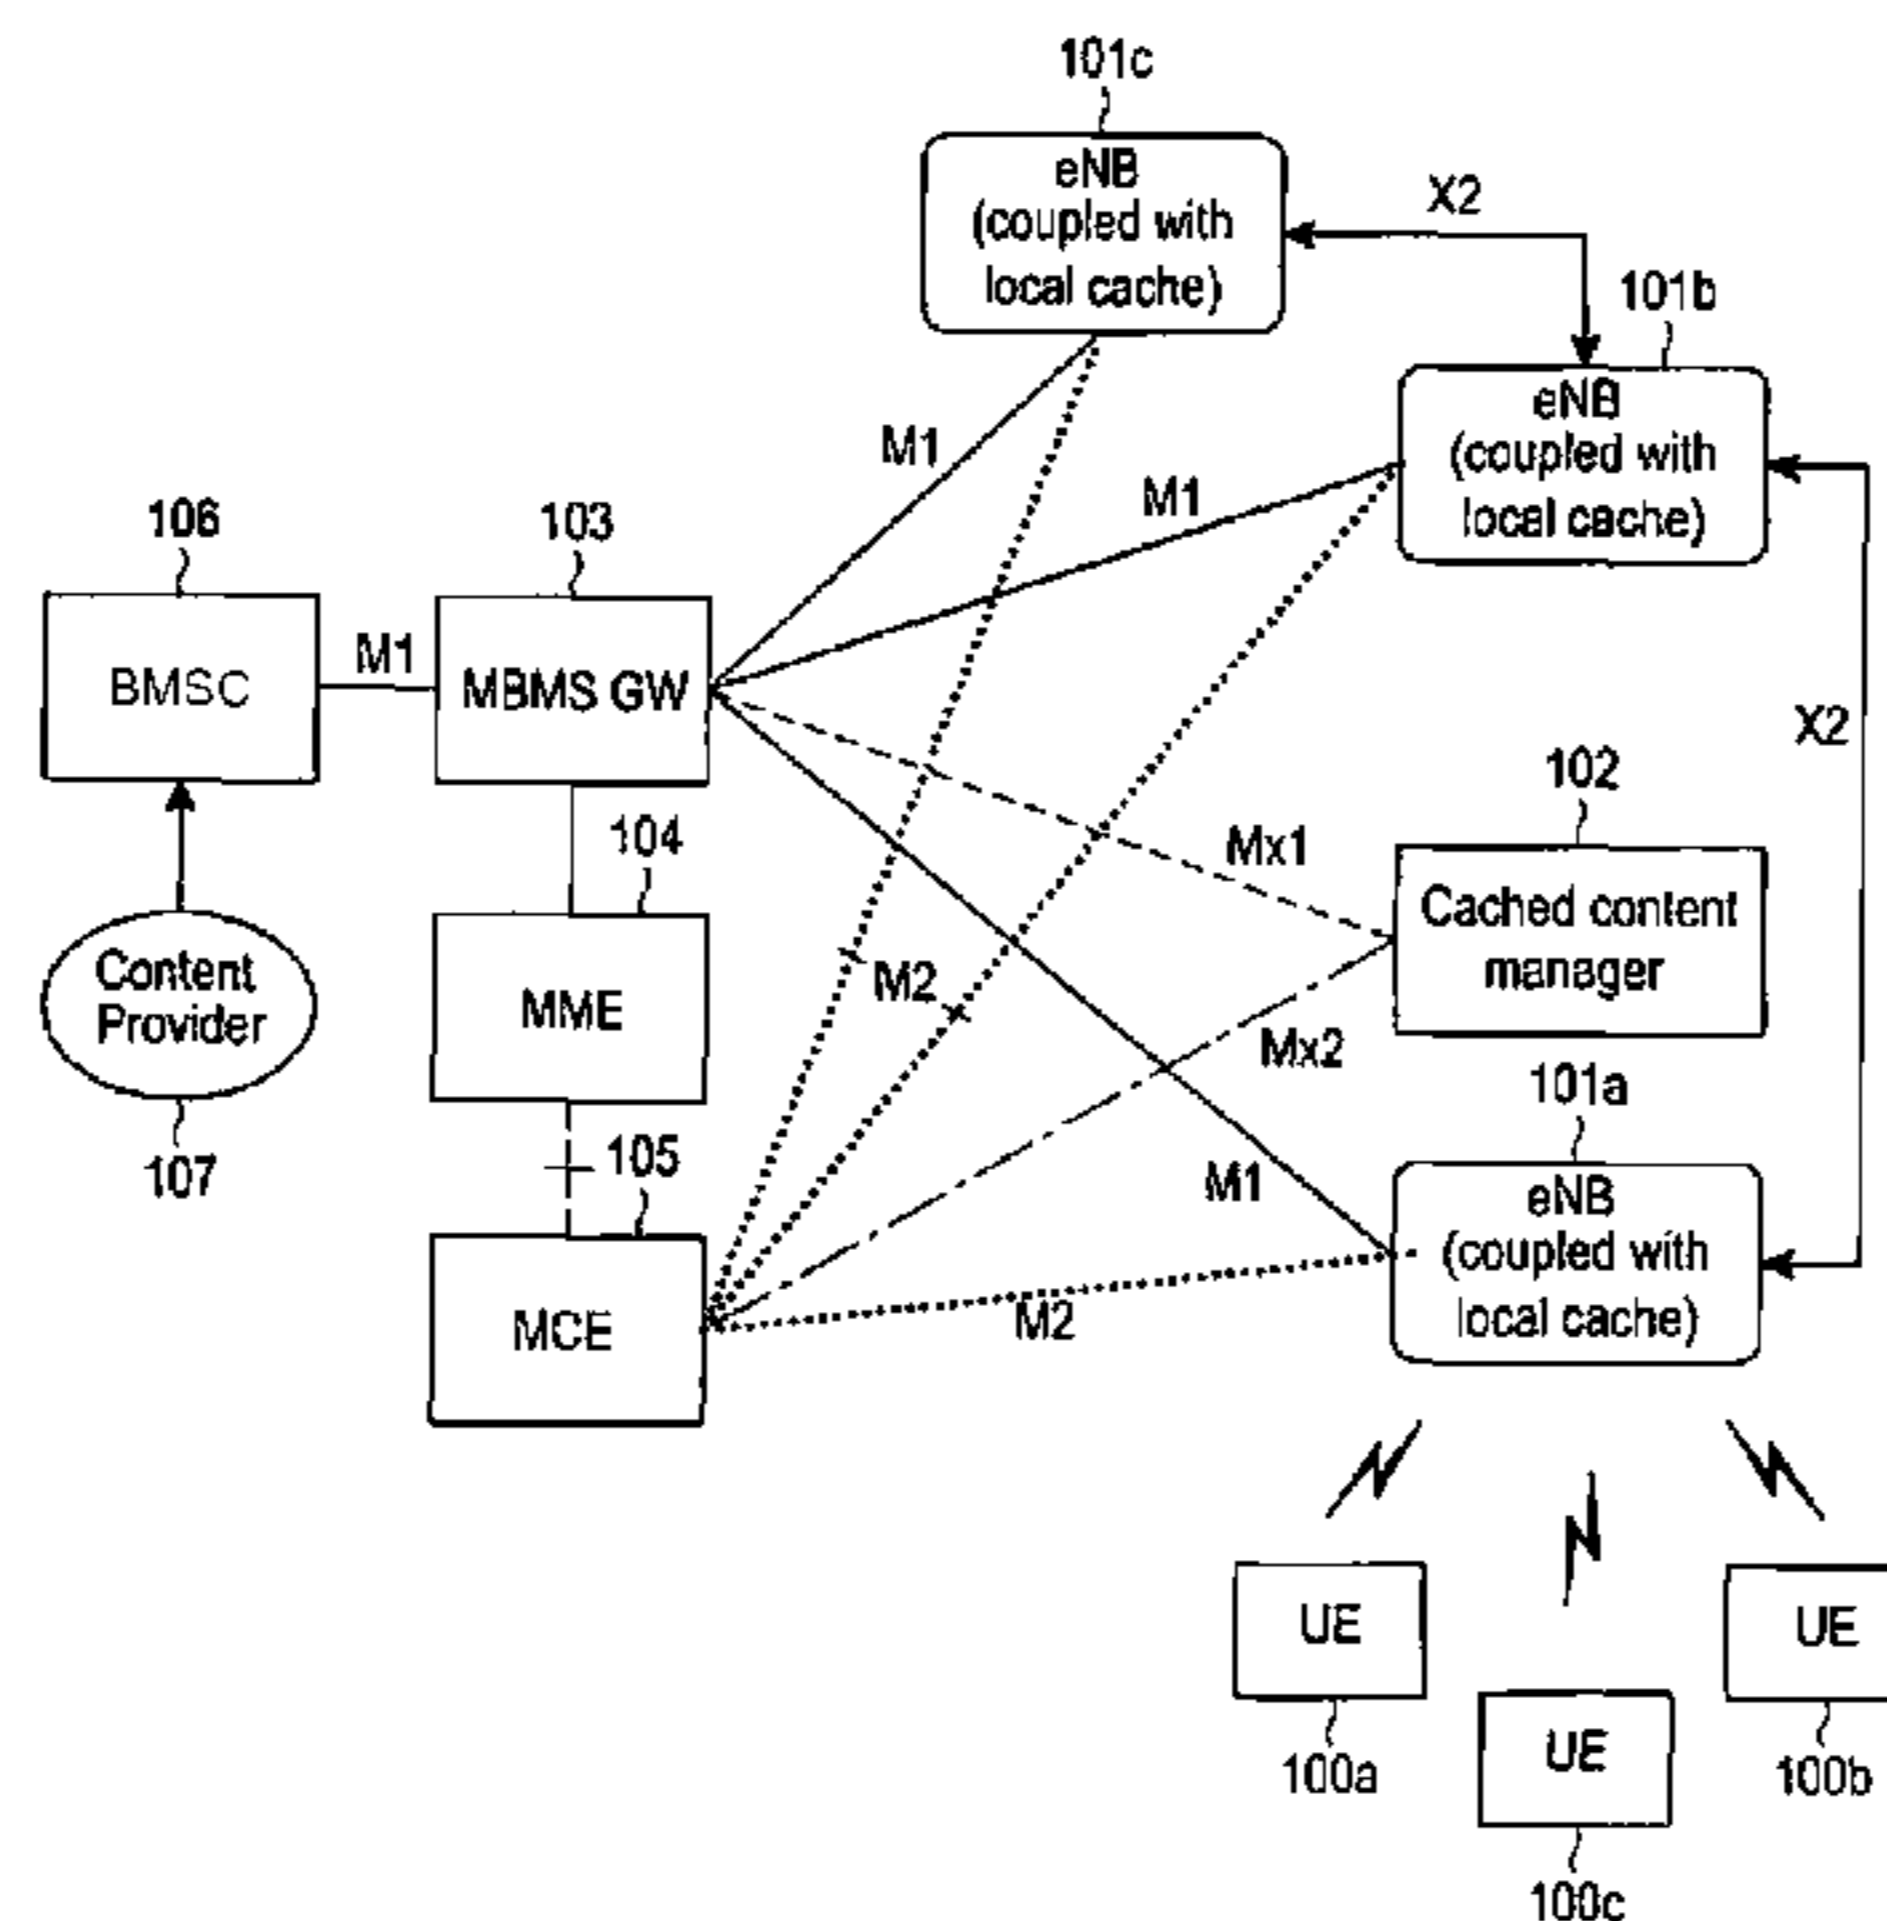 101c
eNB
(coupled with
local cache)
X2
101b
eNB
(coupled with
local cache)
M1
M1
106
103
BMSC
M1
MBMS GW
X2
102
104
Mx1
Cached content
manager
Content
Provider
MME
M2
Mx2
101a
107
105
M1
eNB
(coupled with
local cache)
MCE
M2
UE
UE
UE
100a
100b
100c